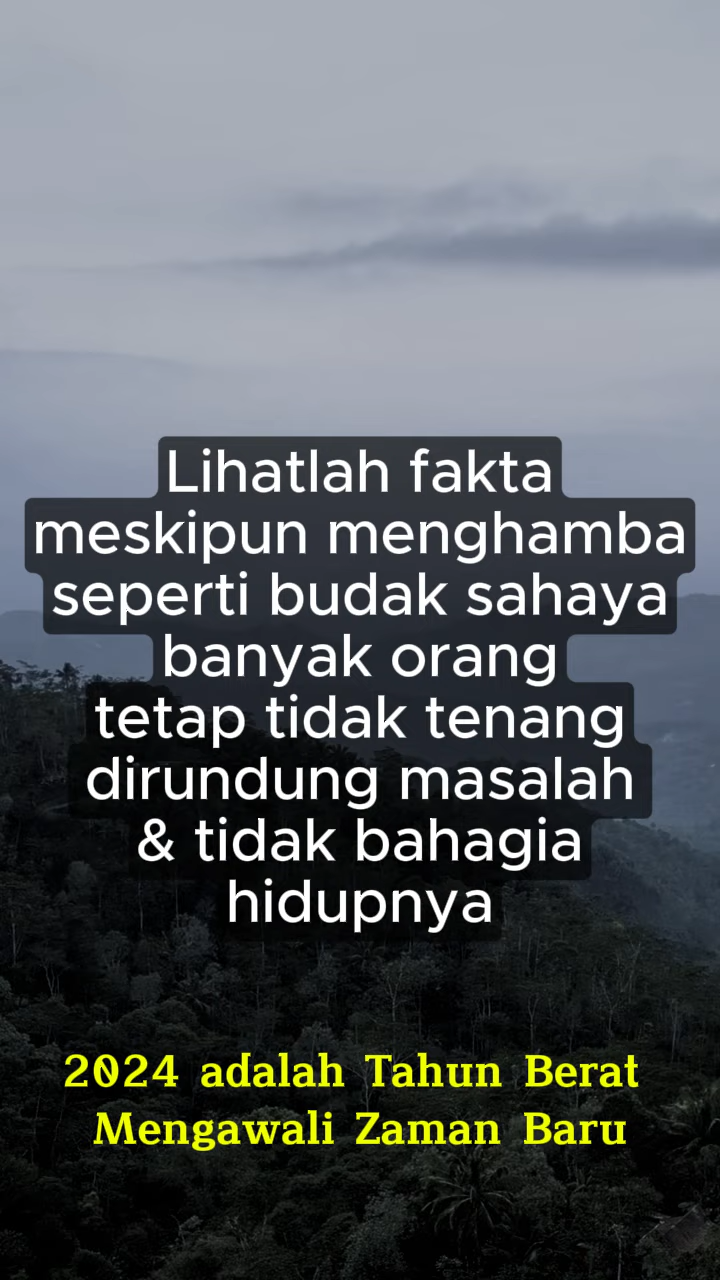 Lihatlah fakta
meskipun menghamba
seperti budak sahaya
banyak orang
tetap tidak tenang
dirundung masalah
& tidak bahagia
hidupnya
2024 adalah Tahun Berat
Mengawali Zaman Baru